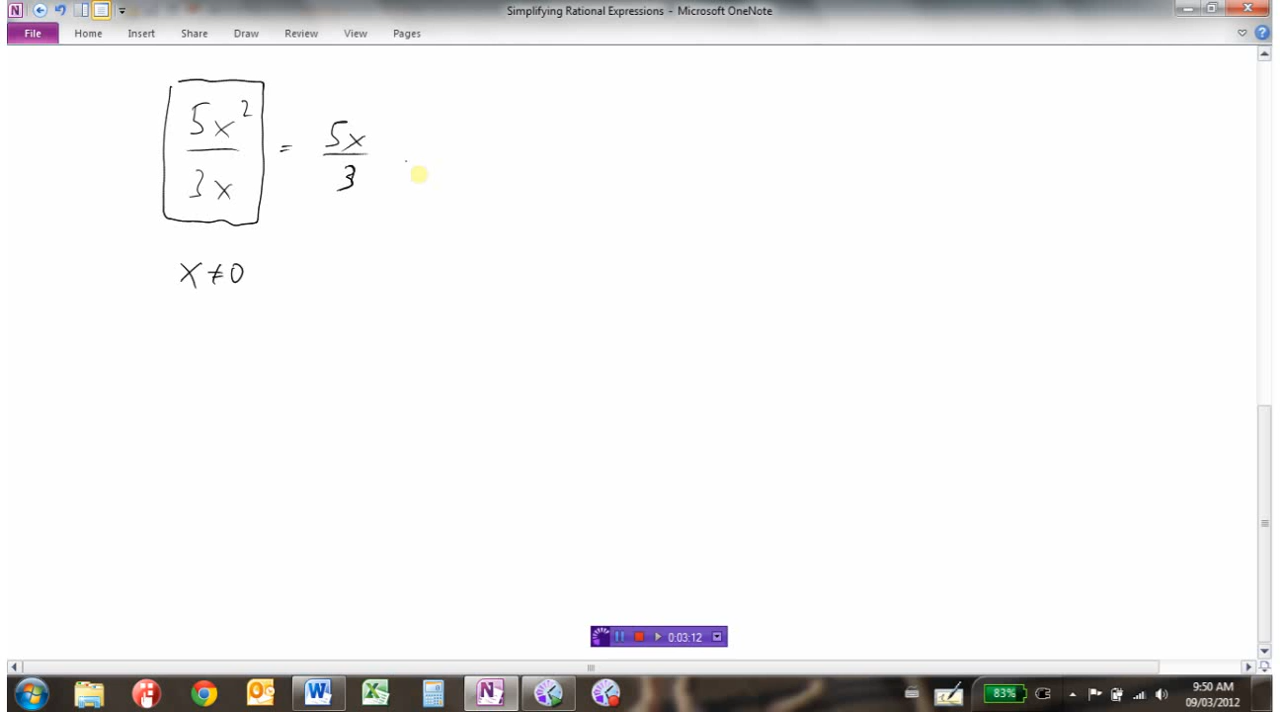 Simplifying Rational Expressions - Microsoft OneNote
File Home Insert Share Draw Review View Pages
5x²/3x = 5x/3
x ≠ 0
0:03:12
83%
9:50 AM
09/03/2012